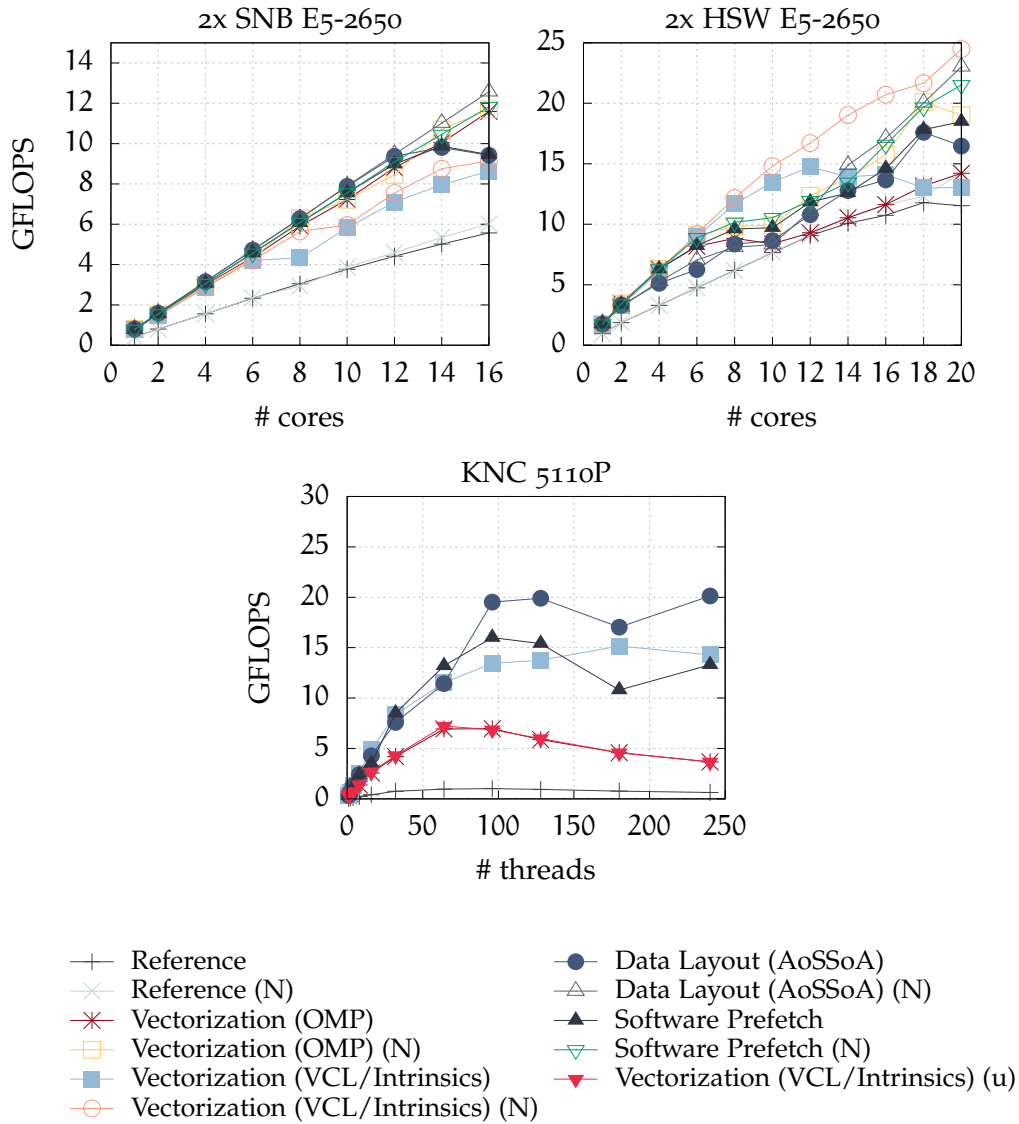 2x SNB E5-2650
2x HSW E5-2650
GFLOPS
14
12
10
8
6
4
2
0
0 2 4 6 8 10 12 14 16
# cores
25
20
15
10
5
0
0 2 4 6 8 10 12 14 16 18 20
# cores
KNC 5110P
GFLOPS
30
25
20
15
10
5
0
0 50 100 150 200 250
# threads
Reference
Reference (N)
Vectorization (OMP)
Vectorization (OMP) (N)
Vectorization (VCL/Intrinsics)
Vectorization (VCL/Intrinsics) (N)
Data Layout (AoSSoA)
Data Layout (AoSSoA) (N)
Software Prefetch
Software Prefetch (N)
Vectorization (VCL/Intrinsics) (u)